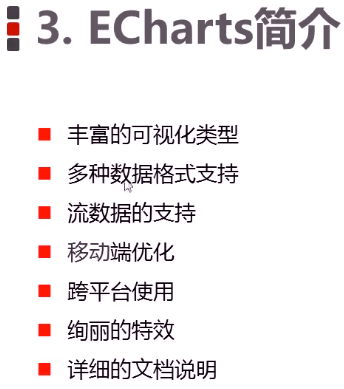 3. ECharts简介
丰富的可视化类型
多种数据格式支持
流数据的支持
移动端优化
跨平台使用
绚丽的特效
详细的文档说明